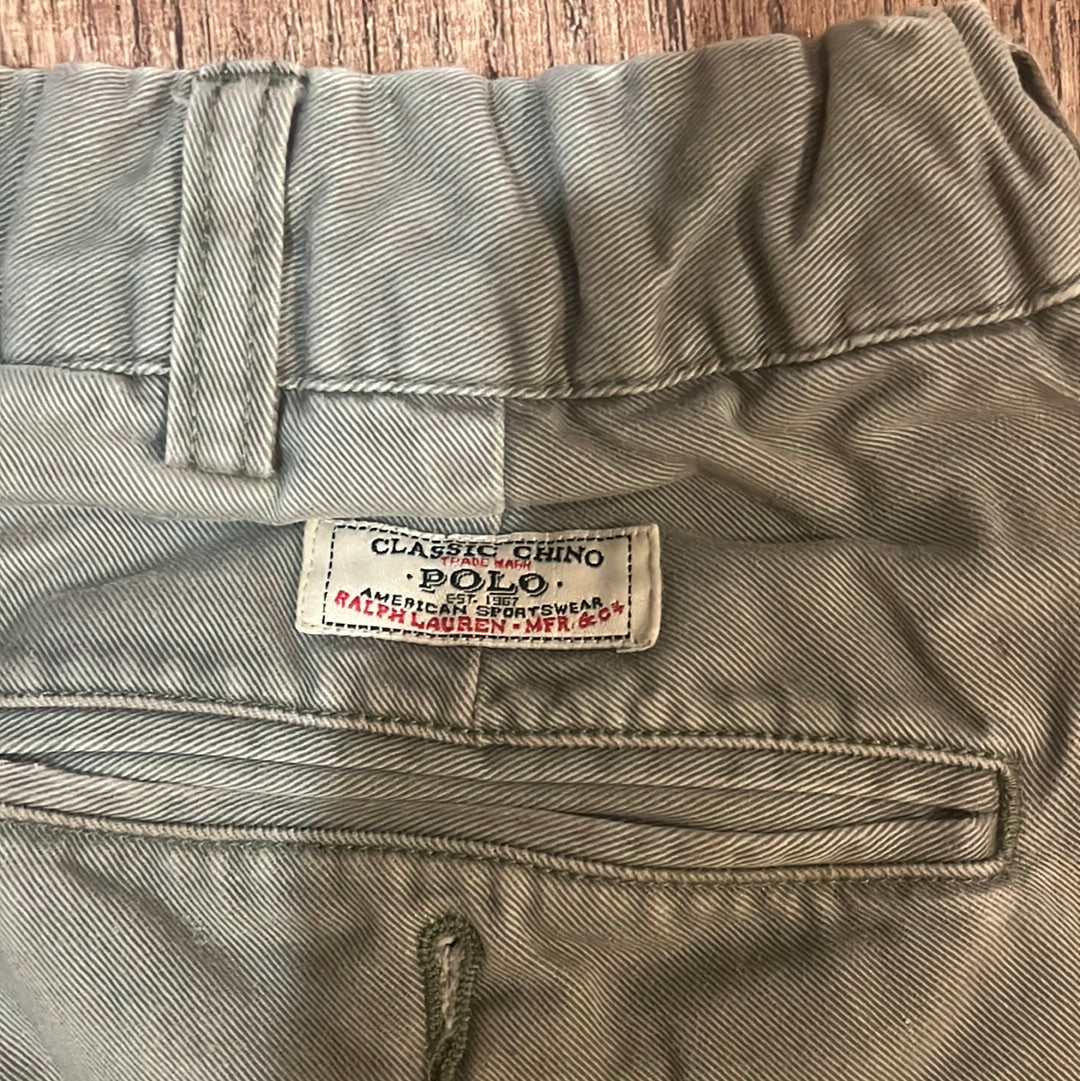 CLASSIC CHINO
TRADE MARK
·POLO·
EST. 1967
AMERICAN SPORTSWEAR
RALPH LAUREN - MFR. & Co.